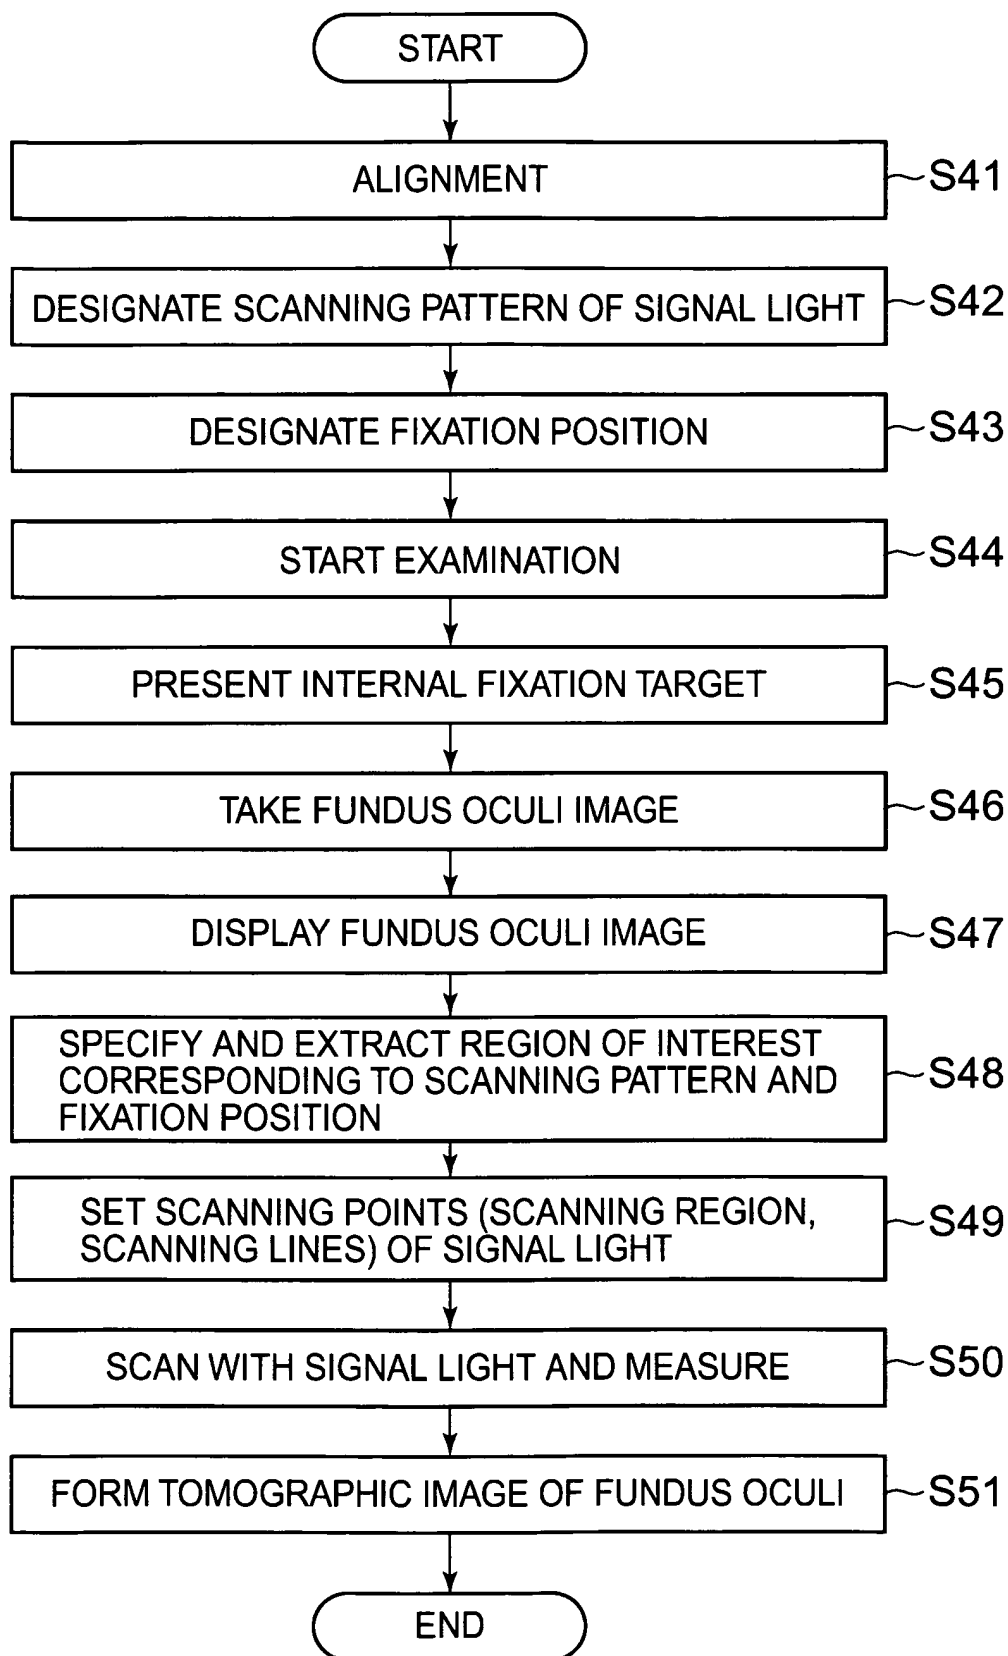 START
ALIGNMENT
S41
DESIGNATE SCANNING PATTERN OF SIGNAL LIGHT
S42
DESIGNATE FIXATION POSITION
S43
START EXAMINATION
S44
PRESENT INTERNAL FIXATION TARGET
S45
TAKE FUNDUS OCULI IMAGE
S46
DISPLAY FUNDUS OCULI IMAGE
S47
SPECIFY AND EXTRACT REGION OF INTEREST
CORRESPONDING TO SCANNING PATTERN AND
FIXATION POSITION
S48
SET SCANNING POINTS (SCANNING REGION,
SCANNING LINES) OF SIGNAL LIGHT
S49
SCAN WITH SIGNAL LIGHT AND MEASURE
S50
FORM TOMOGRAPHIC IMAGE OF FUNDUS OCULI
S51
END